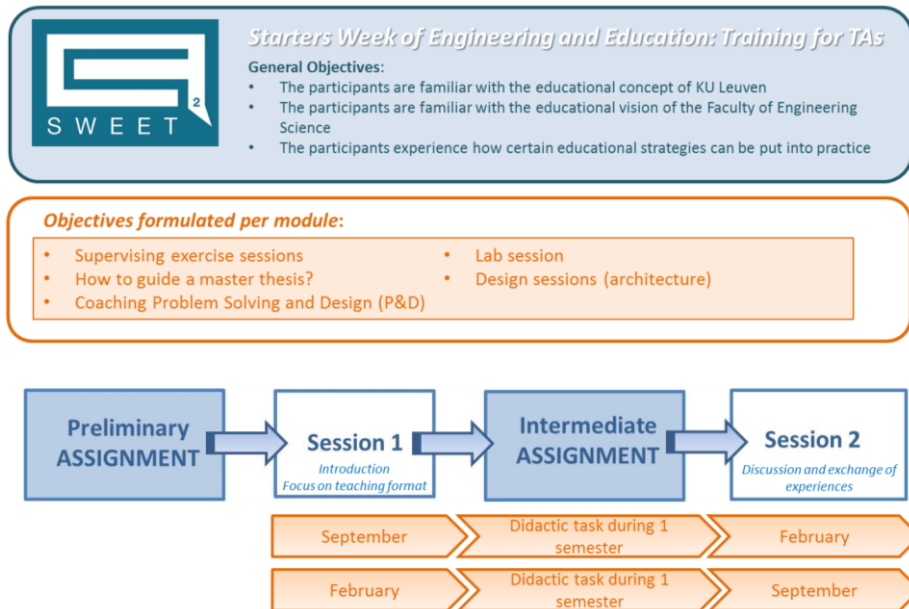 Starters Week of Engineering and Education: Training for TAs
General Objectives:
• The participants are familiar with the educational concept of KU Leuven
• The participants are familiar with the educational vision of the Faculty of Engineering
Science
• The participants experience how certain educational strategies can be put into practice
2
SWEET
Objectives formulated per module:
• Supervising exercise sessions
• How to guide a master thesis?
• Coaching Problem Solving and Design (P&D)
• Lab session
• Design sessions (architecture)
Preliminary
ASSIGNMENT
Session 1
Introduction
Focus on teaching format
Intermediate
ASSIGNMENT
Session 2
Discussion and exchange of
experiences
September
Didactic task during 1
semester
February
February
Didactic task during 1
semester
September